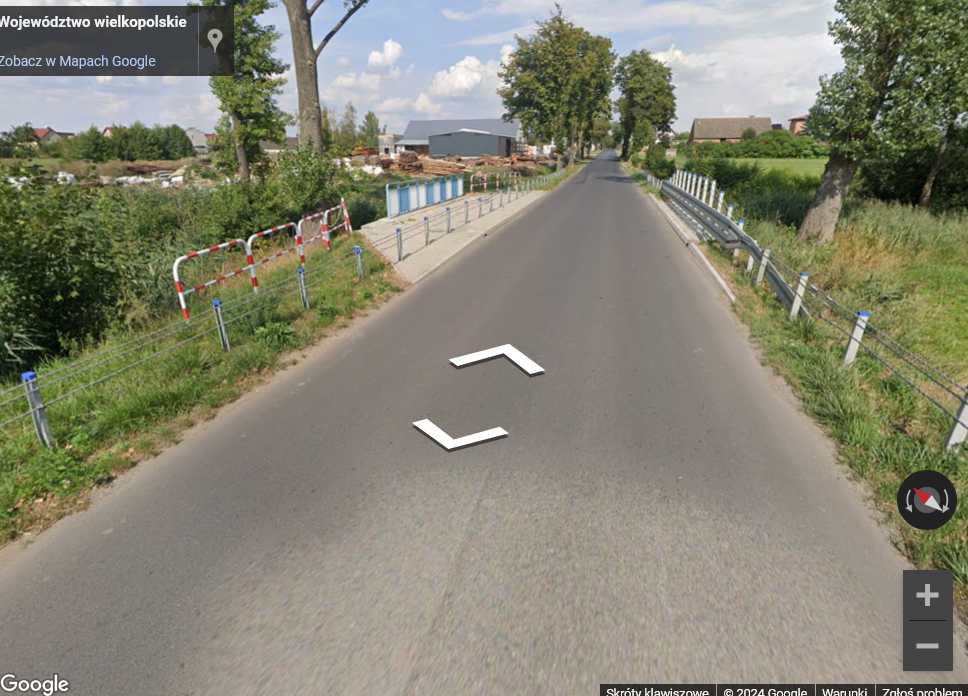 Województwo wielkopolskie
Zobacz w Mapach Google
Google
Skróty klawiszowe
© 2024 Google
Warunki
Zgłoś problem